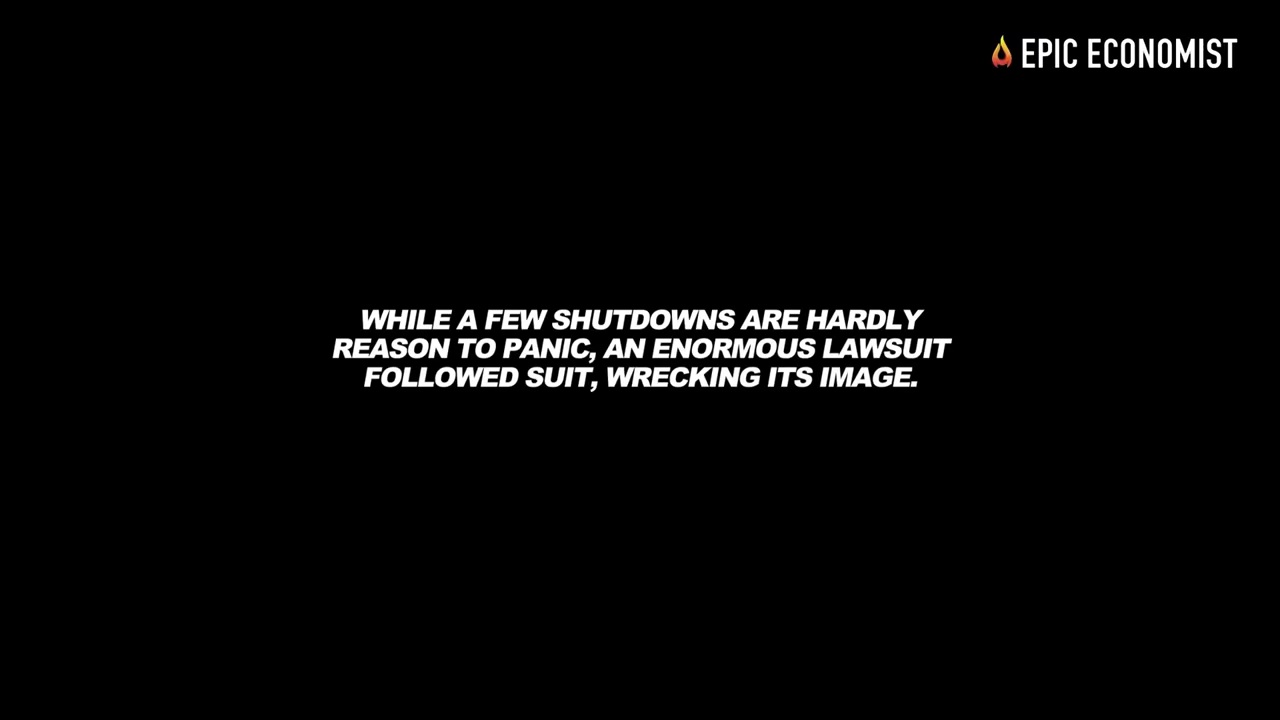 EPIC ECONOMIST
WHILE A FEW SHUTDOWNS ARE HARDLY
REASON TO PANIC, AN ENORMOUS LAWSUIT
FOLLOWED SUIT, WRECKING ITS IMAGE.